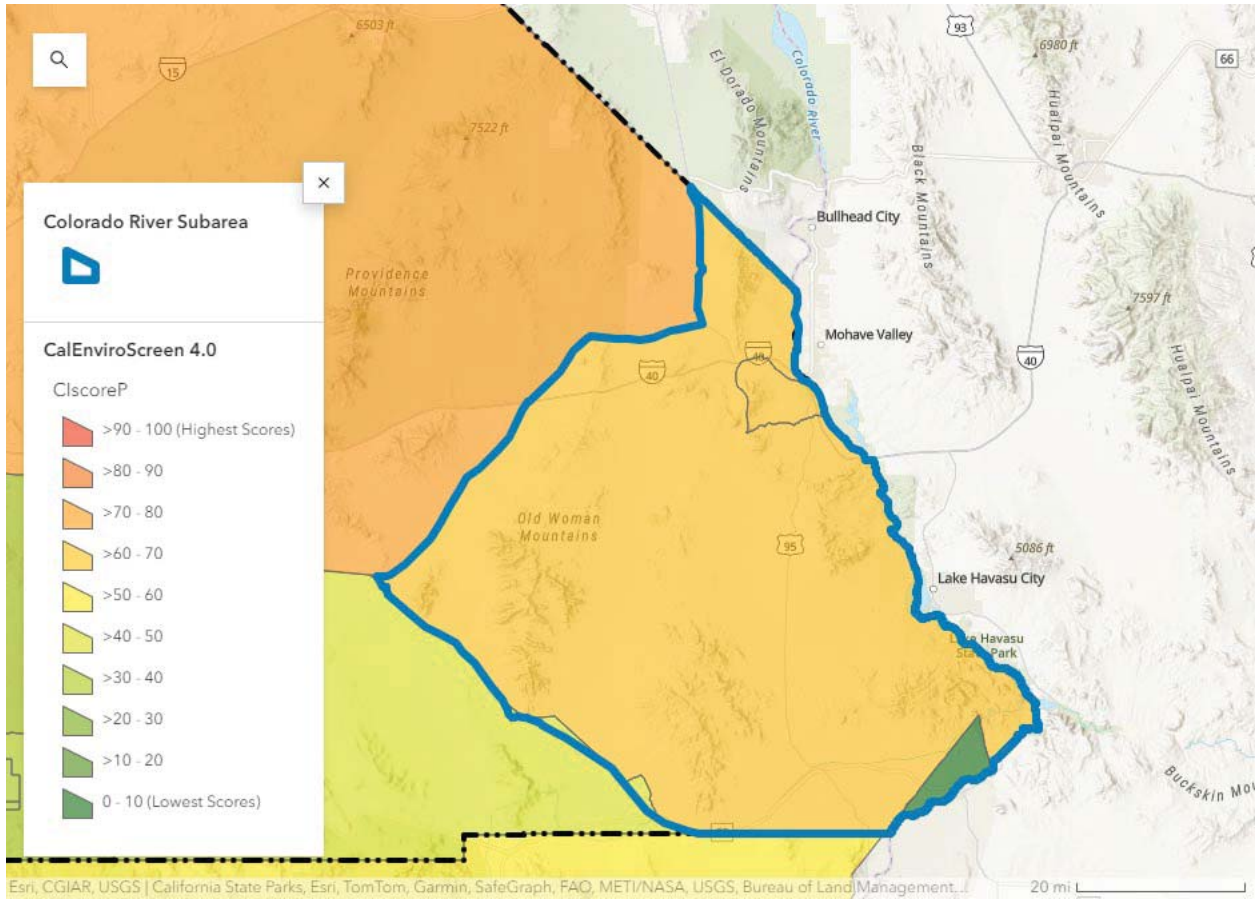 6503 ft
15
7522 ft
El Dorado Mountains
Colorado River
93
6980 ft
66
Hualpai Mountains
Black Mountains
Bullhead City
Providence
Mountains
7597 ft
Mohave Valley
40
40
40
Hualpai Mountains
Colorado River Subarea
CalEnviroScreen 4.0
CIscoreP
>90 - 100 (Highest Scores)
>80 - 90
>70 - 80
>60 - 70
>50 - 60
>40 - 50
>30 - 40
>20 - 30
>10 - 20
0 - 10 (Lowest Scores)
Old Woman
Mountains
95
5086 ft
Lake Havasu City
Lake Havasu
State Park
Buckskin
Esri, CGIAR, USGS | California State Parks, Esri, TomTom, Garmin, SafeGraph, FAO, METI/NASA, USGS, Bureau of Land Management...
20 mi